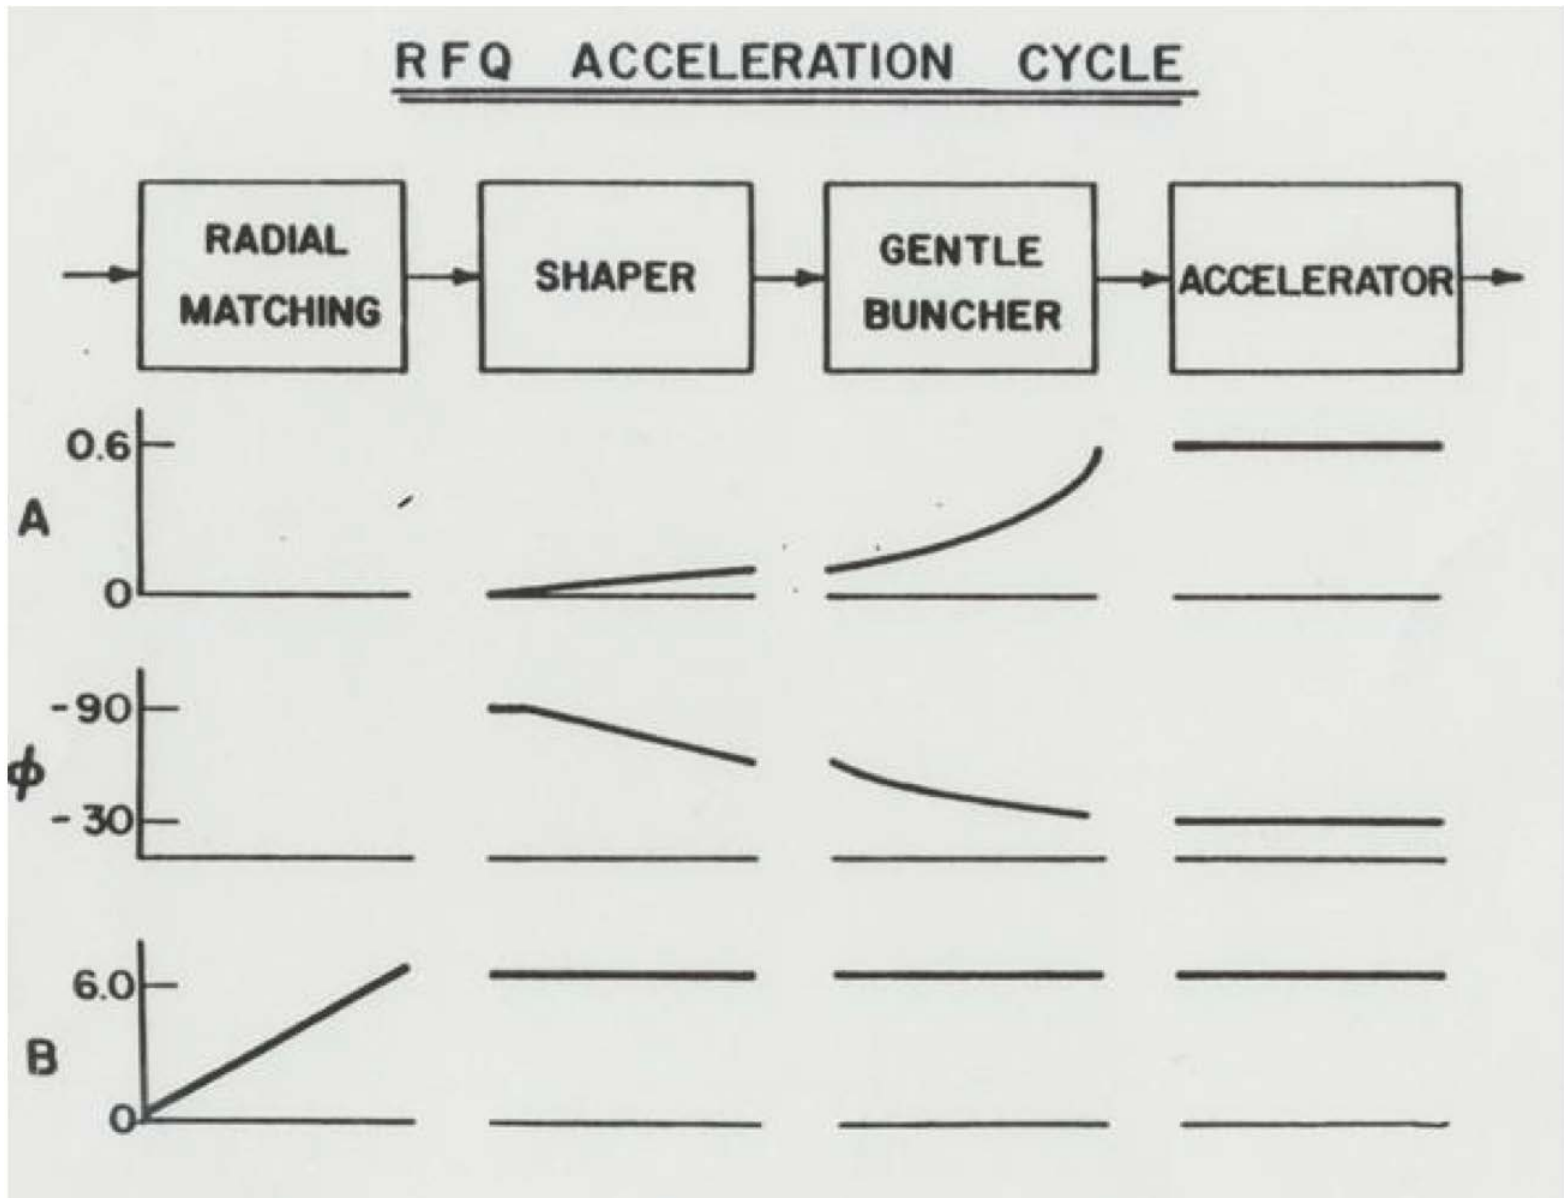 RFQ ACCELERATION CYCLE
RADIAL
MATCHING
SHAPER
GENTLE
BUNCHER
ACCELERATOR
0.6
A
0
-90
ϕ
-30
6.0
B
0